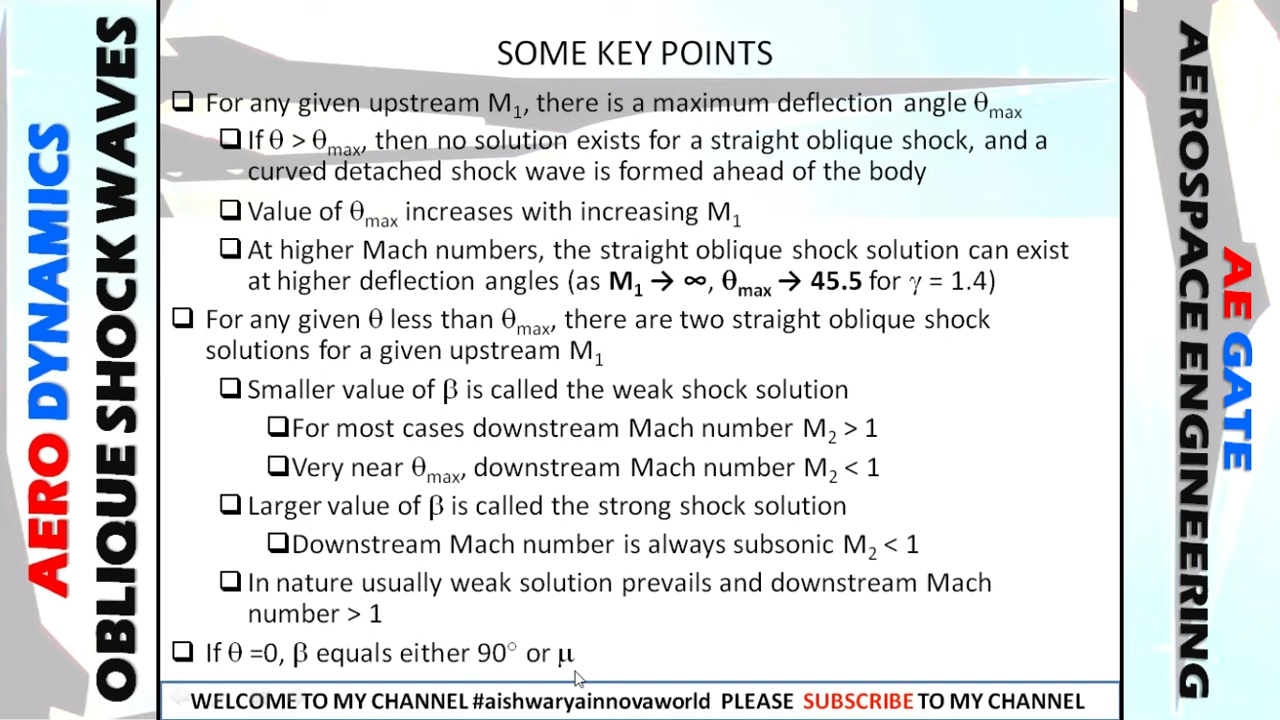 AERO DYNAMICS
OBLIQUE SHOCK WAVES
SOME KEY POINTS
❑ For any given upstream M₁, there is a maximum deflection angle θmax
❑ If θ > θmax, then no solution exists for a straight oblique shock, and a
curved detached shock wave is formed ahead of the body
❑ Value of θmax increases with increasing M₁
❑ At higher Mach numbers, the straight oblique shock solution can exist
at higher deflection angles (as M₁ → ∞, θmax → 45.5 for γ = 1.4)
❑ For any given θ less than θmax, there are two straight oblique shock
solutions for a given upstream M₁
❑ Smaller value of β is called the weak shock solution
❑ For most cases downstream Mach number M₂ > 1
❑ Very near θmax, downstream Mach number M₂ < 1
❑ Larger value of β is called the strong shock solution
❑ Downstream Mach number is always subsonic M₂ < 1
❑ In nature usually weak solution prevails and downstream Mach
number > 1
❑ If θ =0, β equals either 90° or μ
WELCOME TO MY CHANNEL #aishwaryainnovaworld PLEASE SUBSCRIBE TO MY CHANNEL
AE GATE
AEROSPACE ENGINEERING